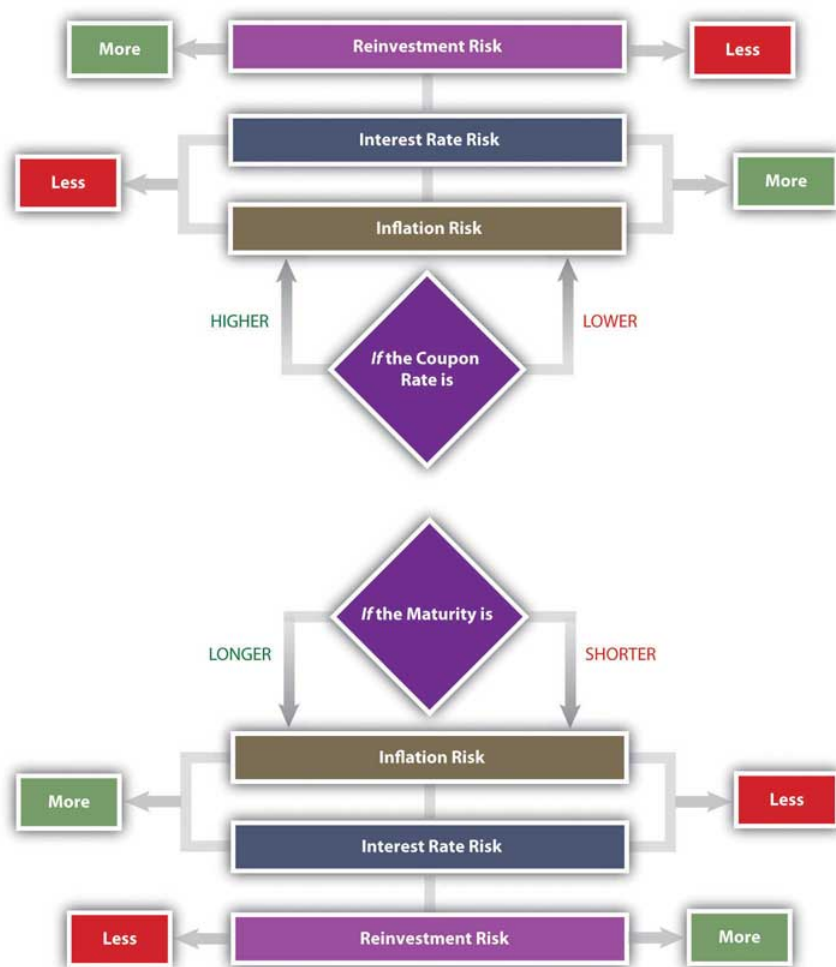 More
Reinvestment Risk
Less
Interest Rate Risk
Less
More
Inflation Risk
HIGHER
LOWER
If the Coupon
Rate is
If the Maturity is
LONGER
SHORTER
Inflation Risk
More
Less
Interest Rate Risk
Less
Reinvestment Risk
More